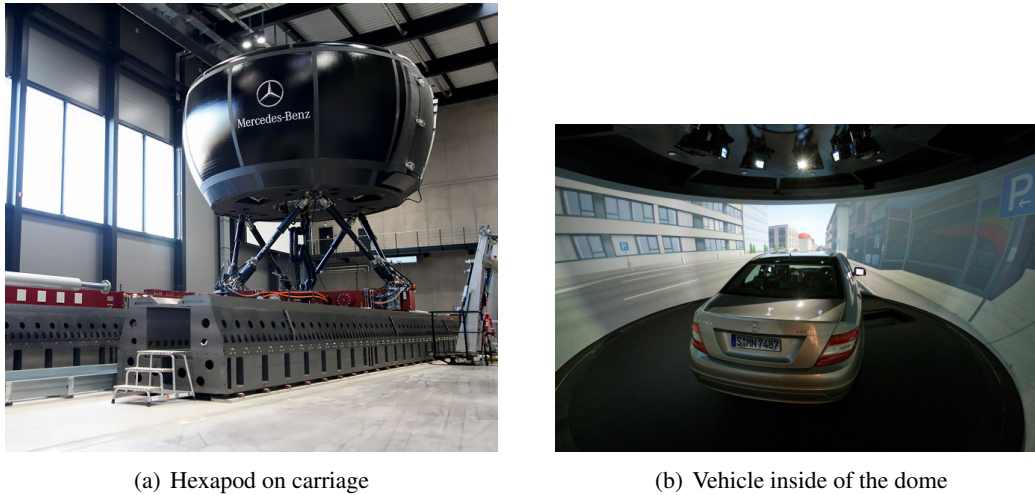 Mercedes-Benz
P
P
S MN 7487
(a) Hexapod on carriage
(b) Vehicle inside of the dome